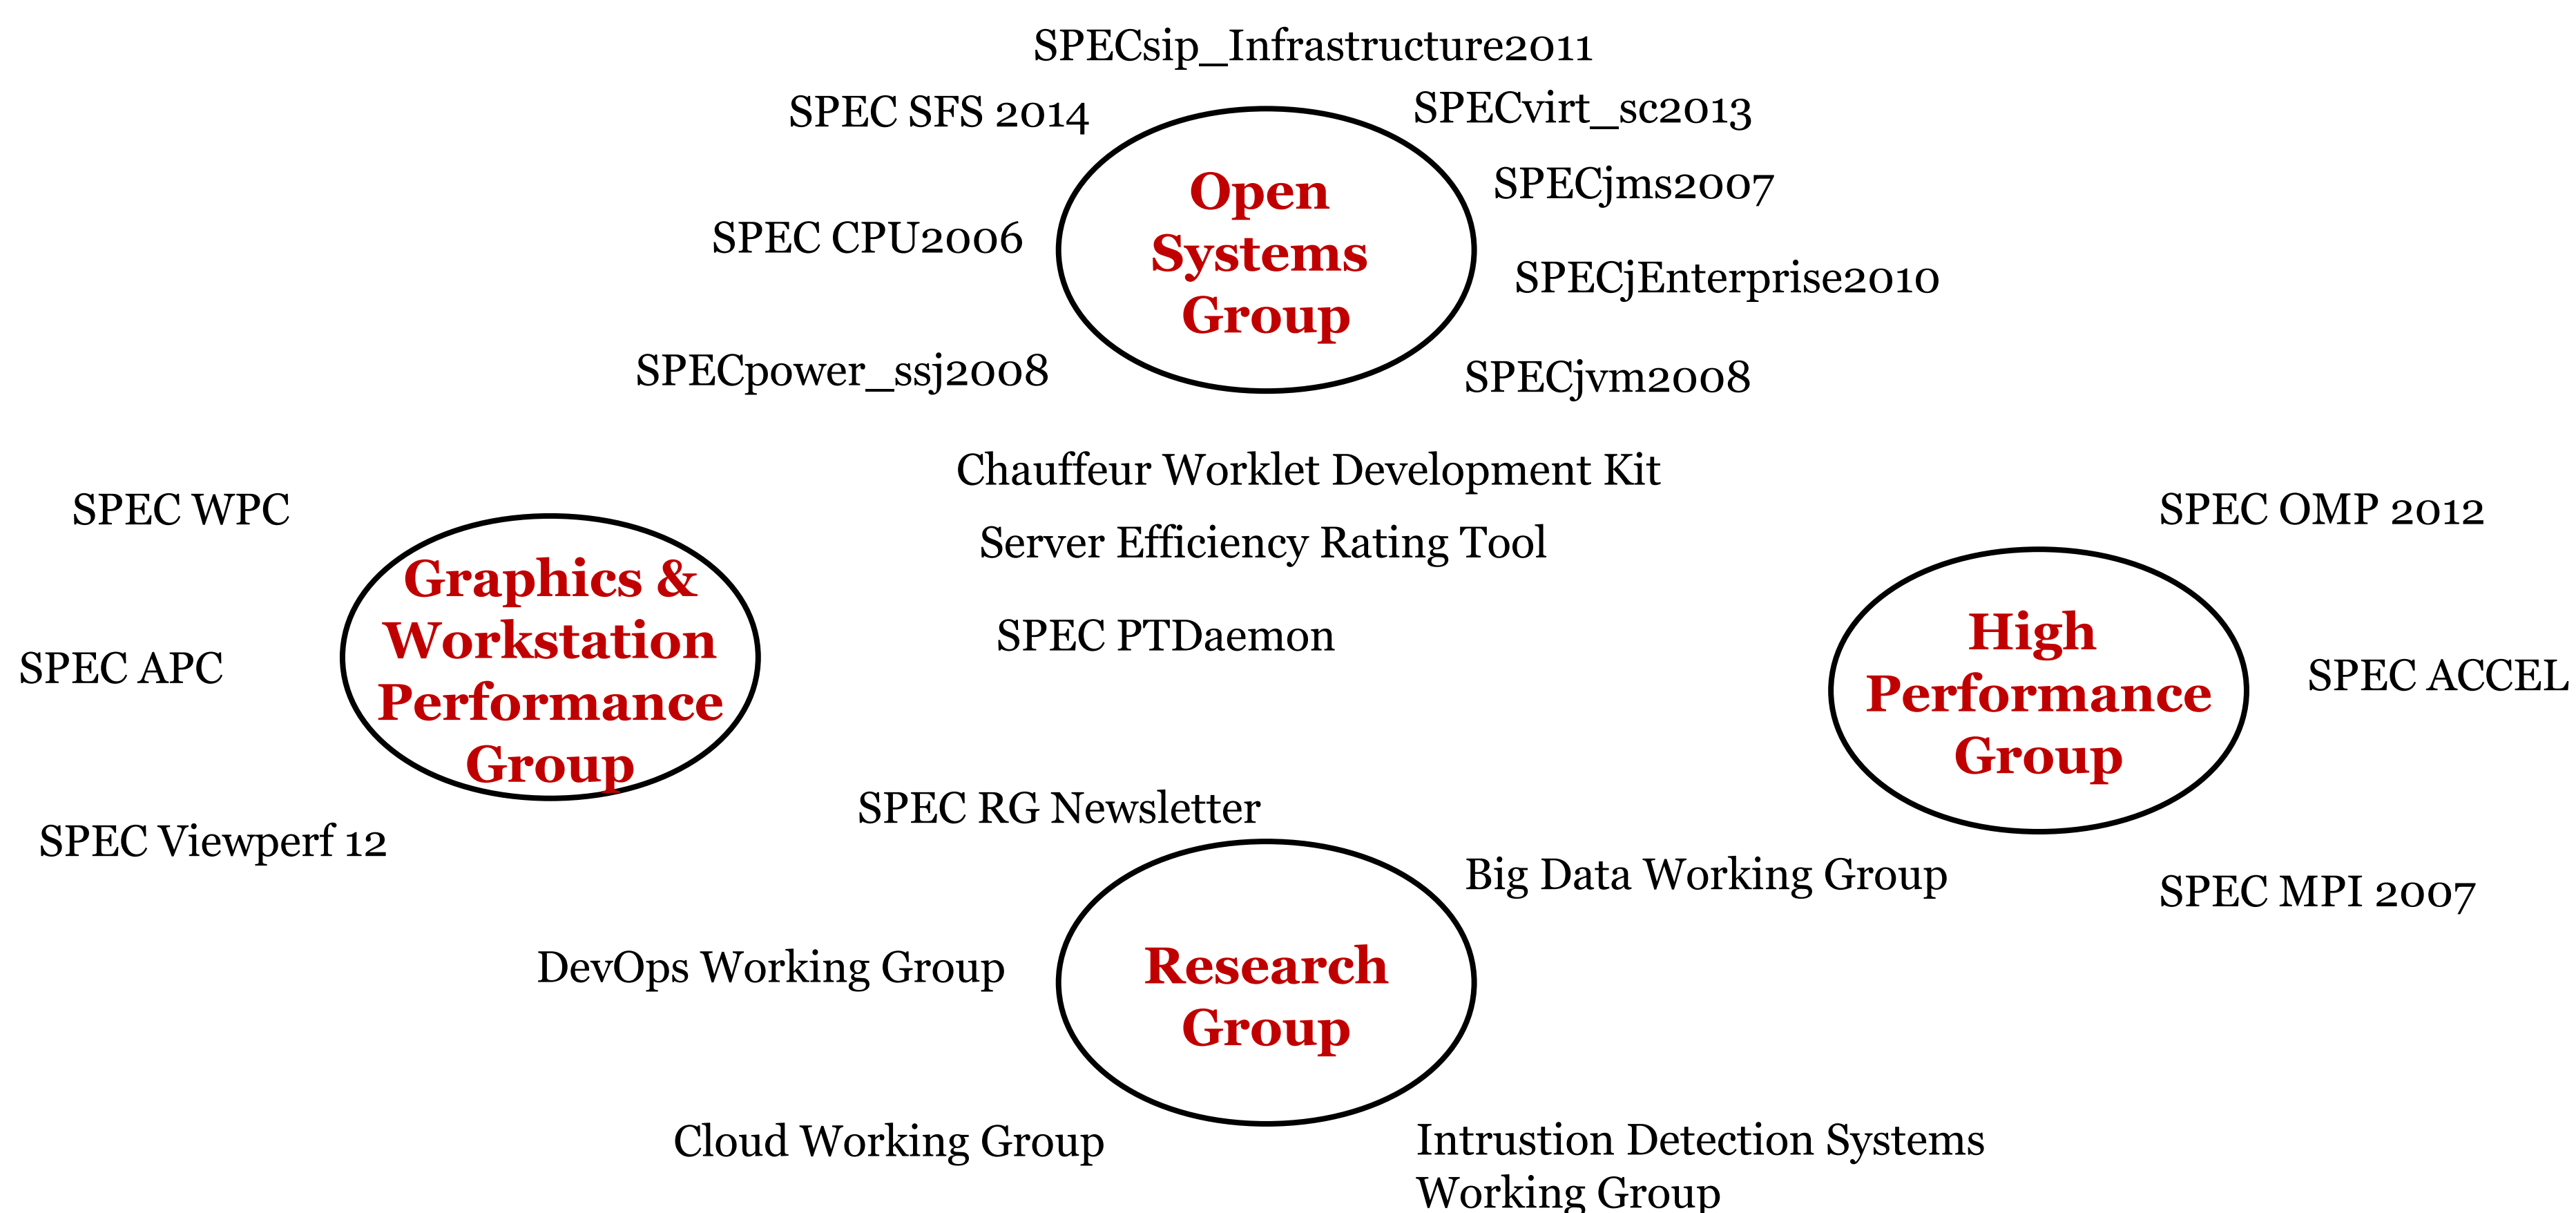 SPECsip_Infrastructure2011
SPEC SFS 2014
SPECvirt_sc2013
Open
Systems
Group
SPECjms2007
SPEC CPU2006
SPECjEnterprise2010
SPECpower_ssj2008
SPECjvm2008
Chauffeur Worklet Development Kit
Server Efficiency Rating Tool
SPEC PTDaemon
SPEC WPC
Graphics &
Workstation
Performance
Group
SPEC APC
SPEC Viewperf 12
SPEC OMP 2012
High
Performance
Group
SPEC ACCEL
SPEC MPI 2007
SPEC RG Newsletter
Big Data Working Group
DevOps Working Group
Research
Group
Cloud Working Group
Intrustion Detection Systems
Working Group